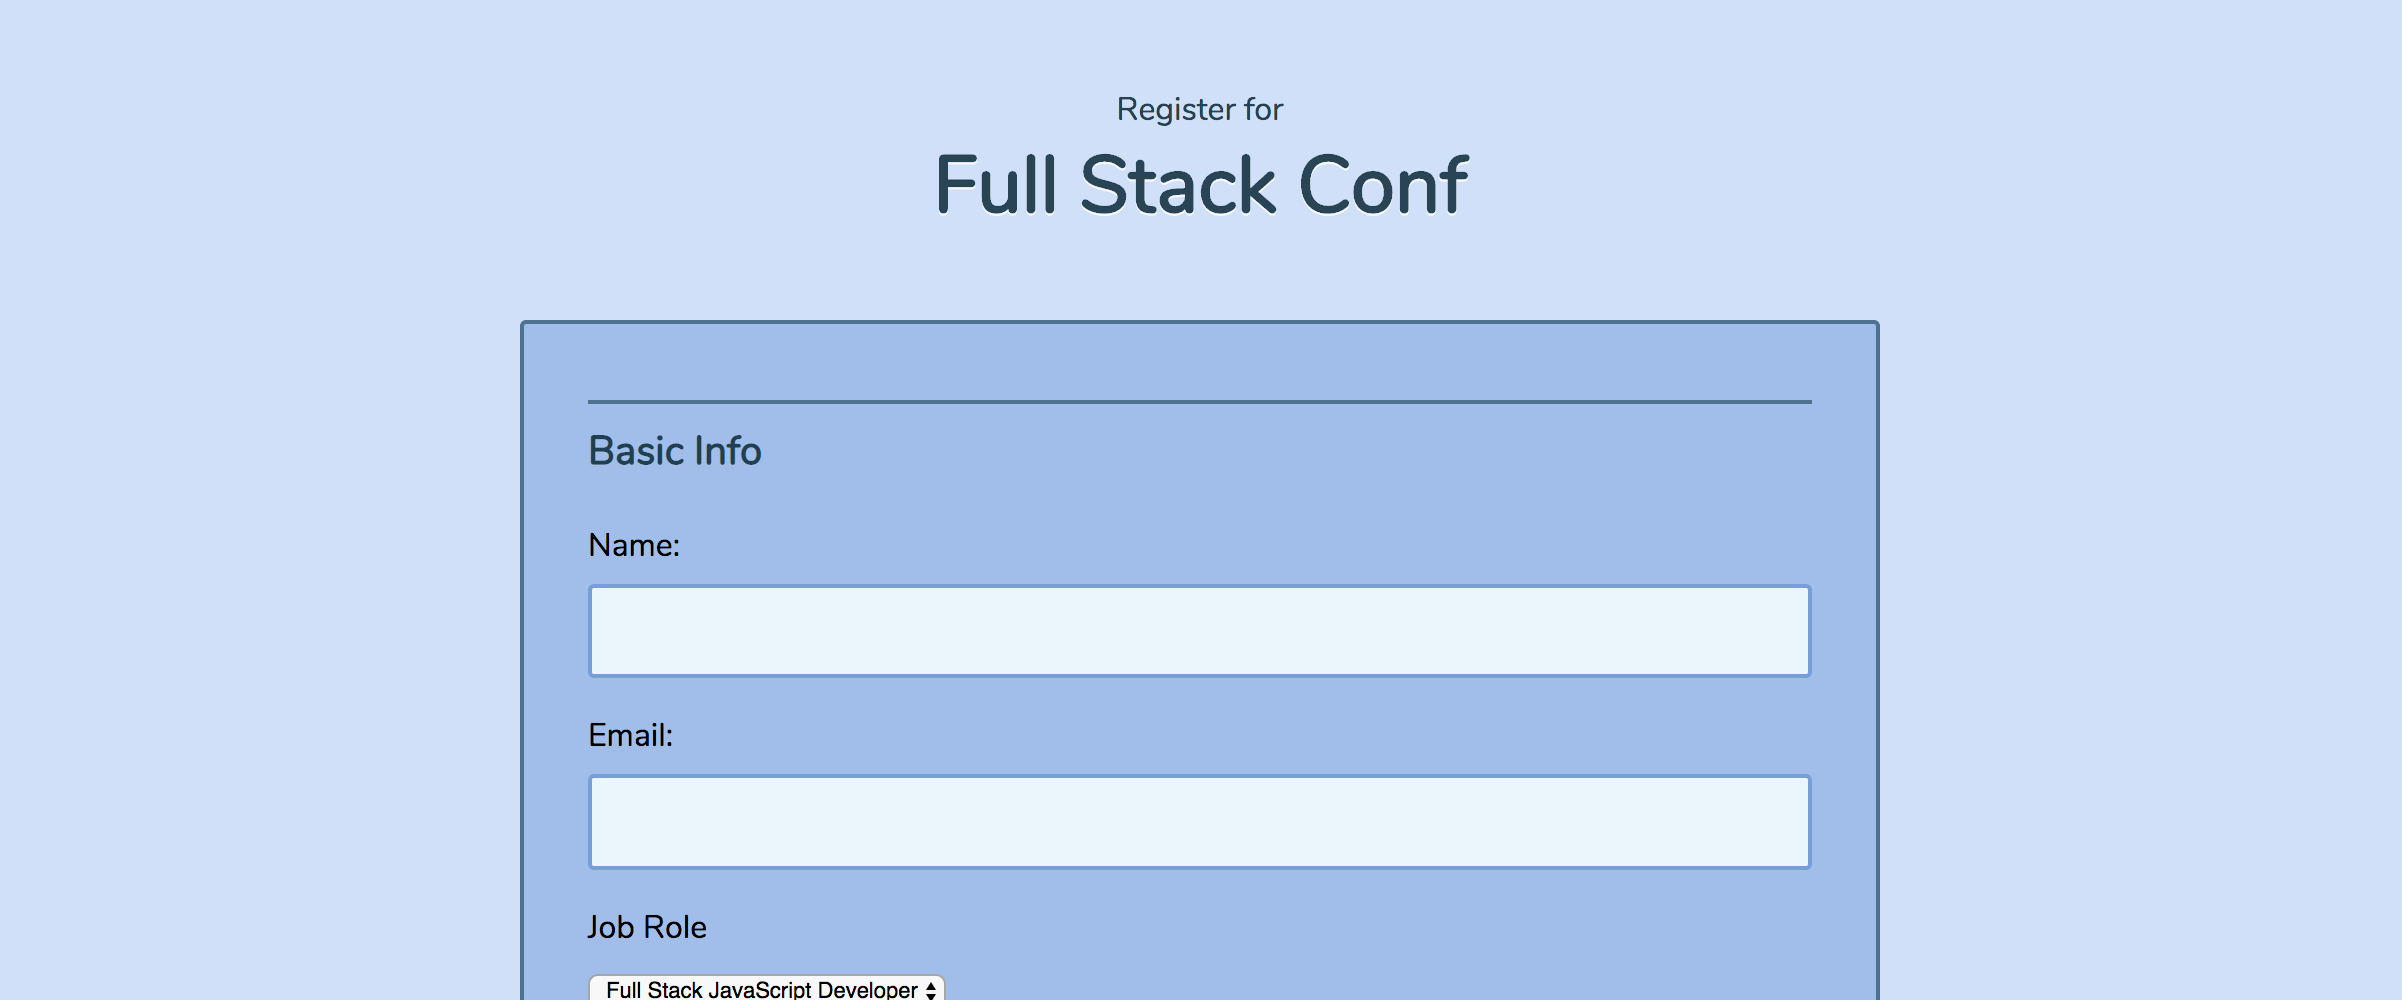 Register for
Full Stack Conf
Basic Info
Name:
Email:
Job Role
Full Stack JavaScript Developer